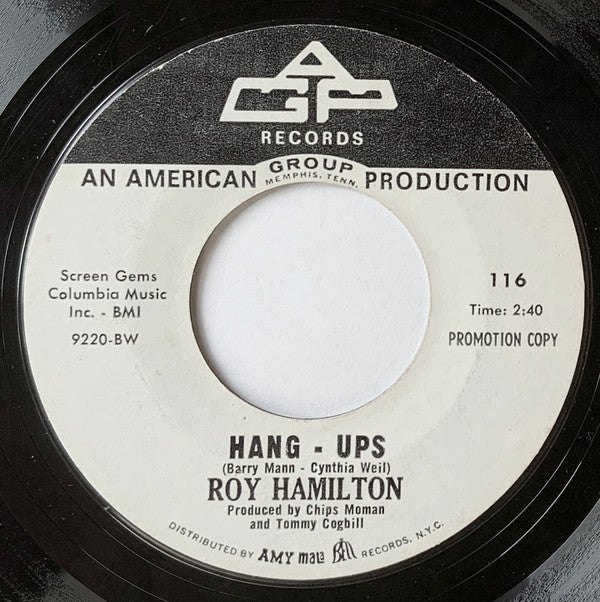 AGP
RECORDS
AN AMERICAN GROUP PRODUCTION
MEMPHIS, TENN.
Screen Gems
Columbia Music
Inc. - BMI
9220-BW
116
Time: 2:40
PROMOTION COPY
HANG - UPS
(Barry Mann - Cynthia Weil)
ROY HAMILTON
Produced by Chips Moman
and Tommy Cogbill
DISTRIBUTED BY AMY mala Bell RECORDS, N.Y.C.